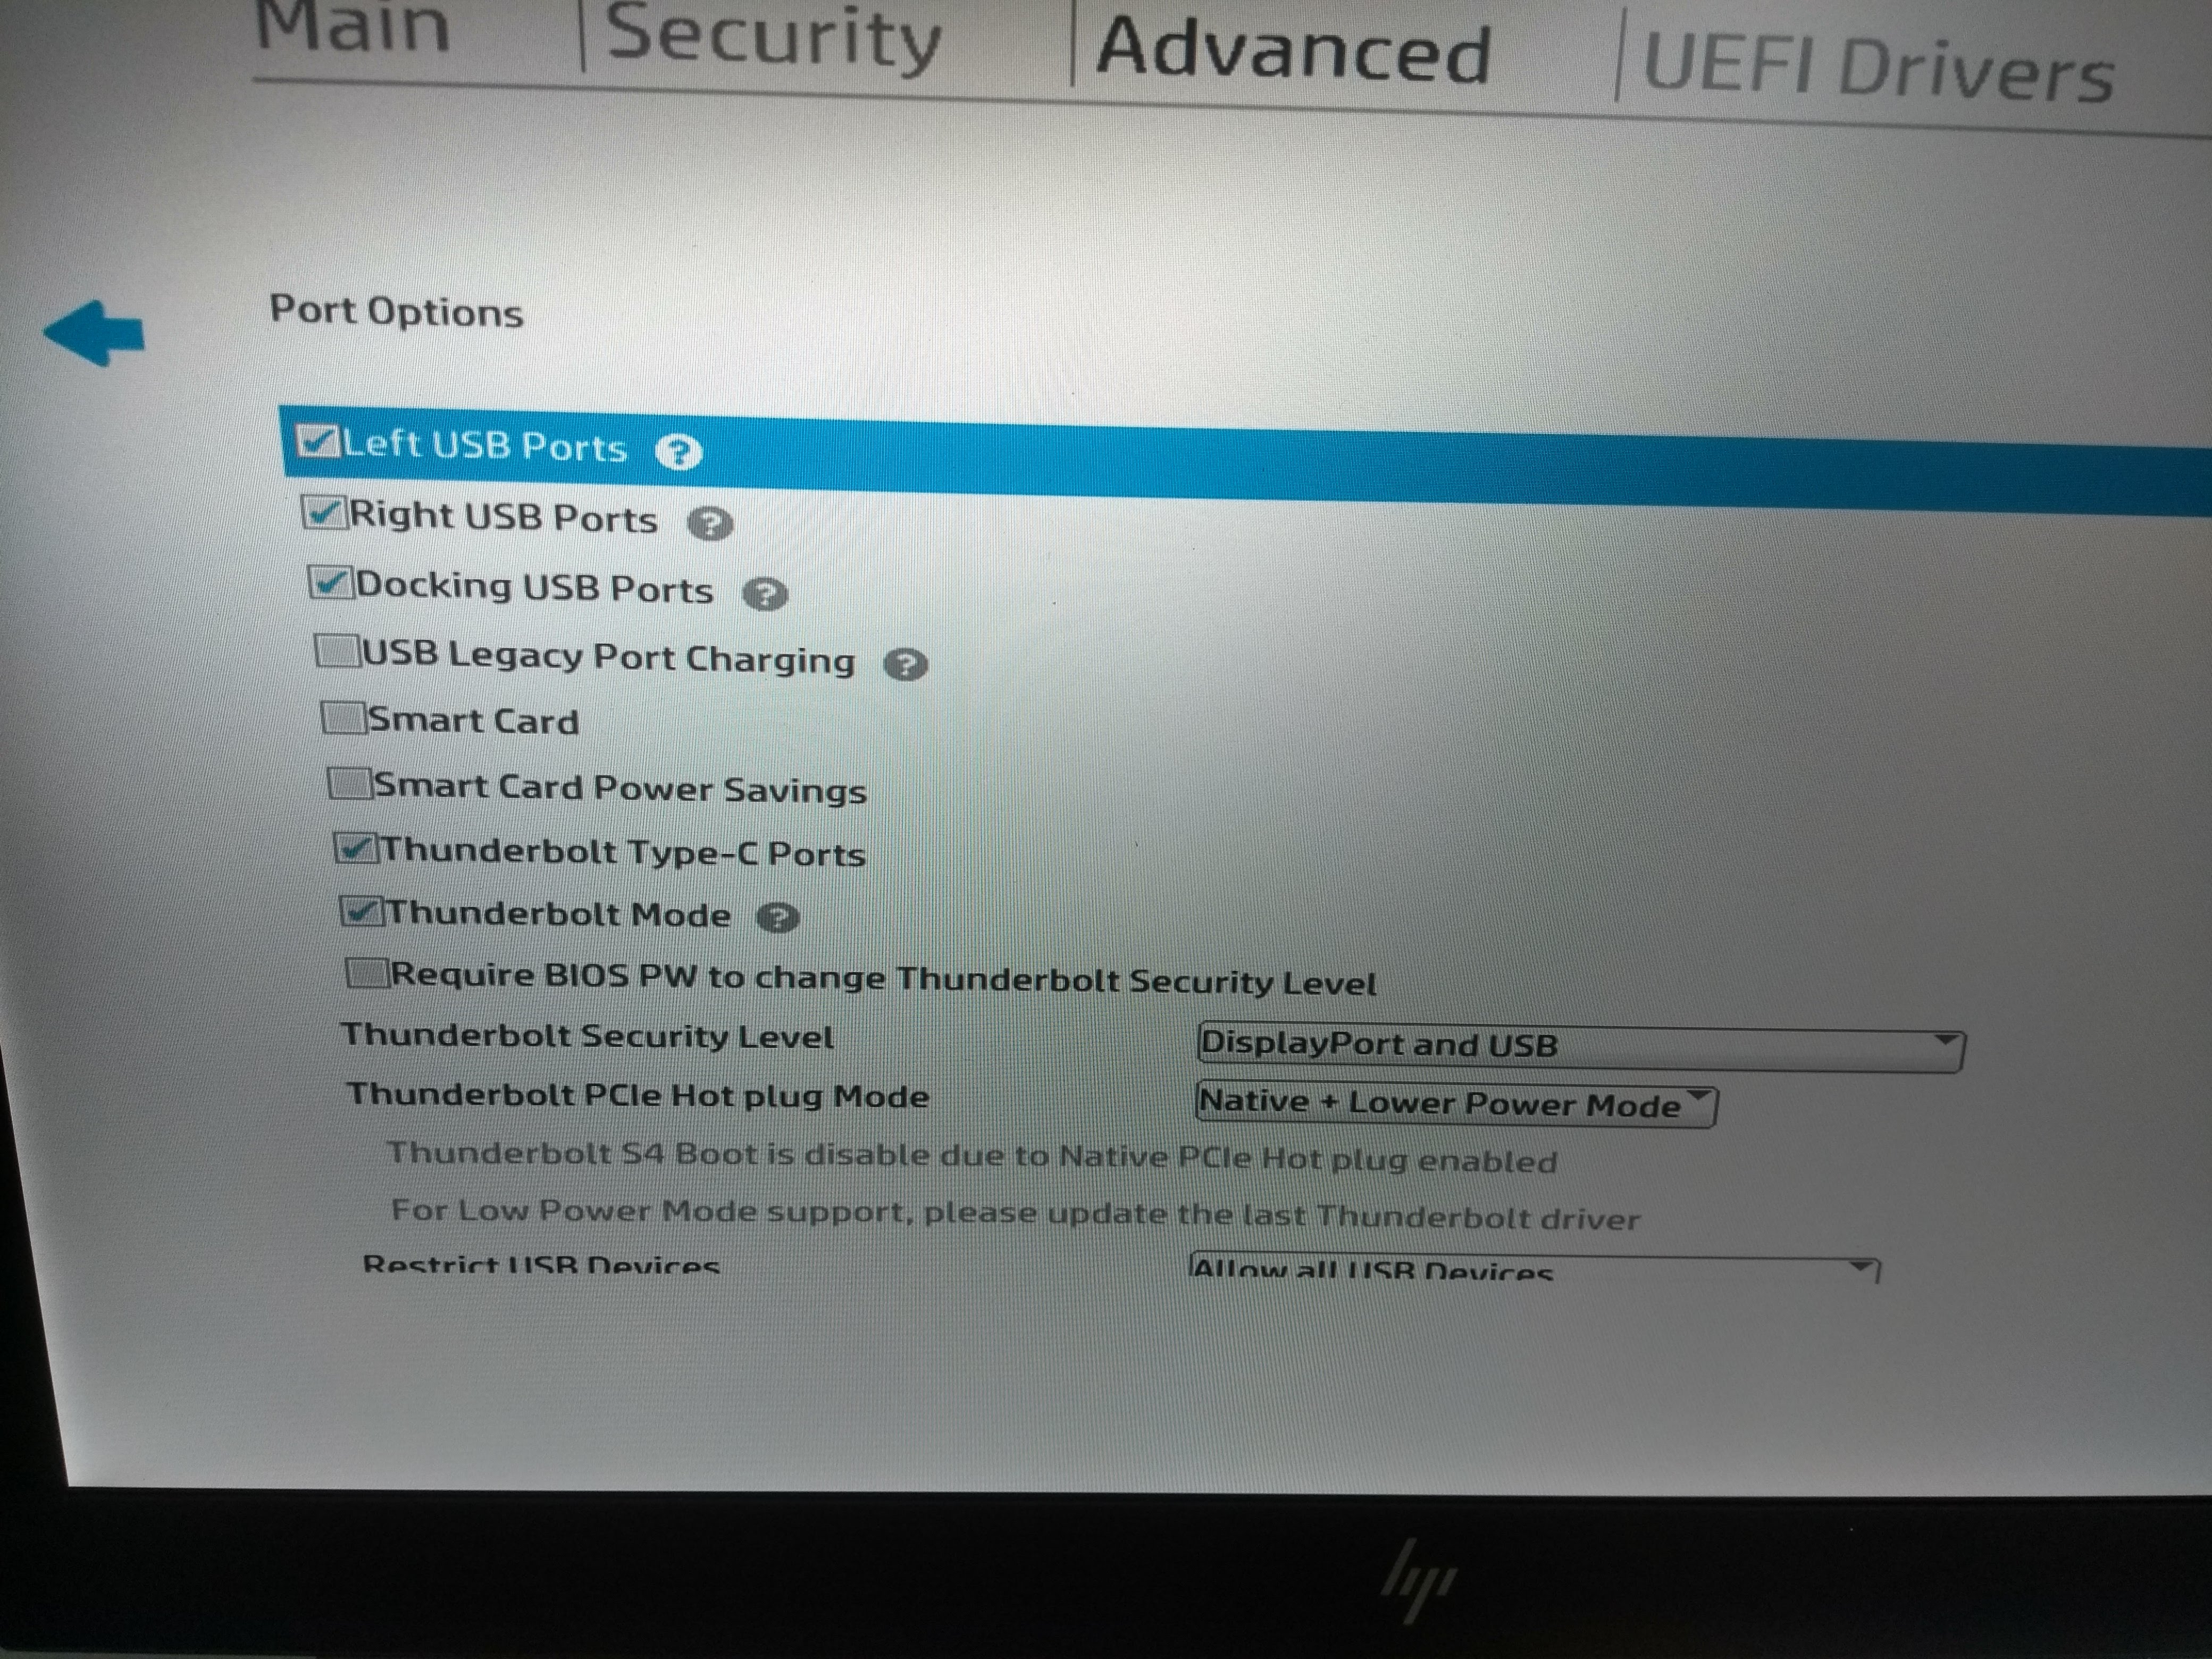 Main Security Advanced UEFI Drivers
Port Options
Left USB Ports ?
Right USB Ports ?
Docking USB Ports ?
USB Legacy Port Charging ?
Smart Card
Smart Card Power Savings
Thunderbolt Type-C Ports
Thunderbolt Mode ?
Require BIOS PW to change Thunderbolt Security Level
Thunderbolt Security Level DisplayPort and USB
Thunderbolt PCIe Hot plug Mode Native + Lower Power Mode
Thunderbolt S4 Boot is disable due to Native PCIe Hot plug enabled
For Low Power Mode support, please update the last Thunderbolt driver
Restrict USB Devices Allow all USB Devices
hp